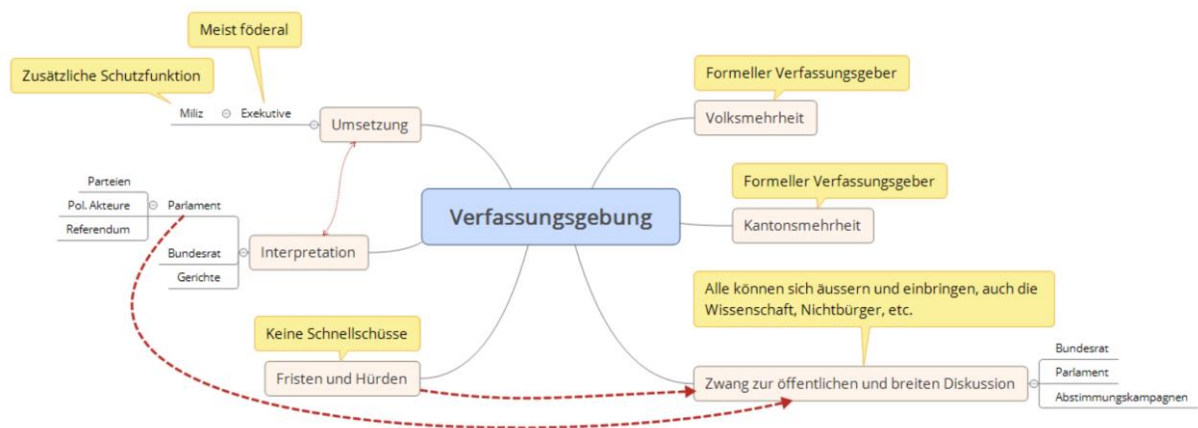 Meist föderal
Zusätzliche Schutzfunktion
Miliz
Exekutive
Umsetzung
Parteien
Pol. Akteure
Referendum
Parlament
Bundesrat
Gerichte
Interpretation
Keine Schnellschüsse
Fristen und Hürden
Verfassungsgebung
Formeller Verfassungsgeber
Volksmehrheit
Formeller Verfassungsgeber
Kantonsmehrheit
Alle können sich äussern und einbringen, auch die
Wissenschaft, Nichtbürger, etc.
Zwang zur öffentlichen und breiten Diskussion
Bundesrat
Parlament
Abstimmungskampagnen